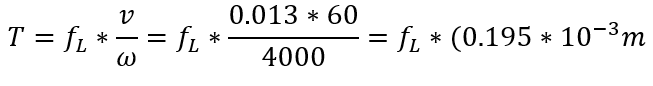 T = f_L * v/ω = f_L * (0.013 * 60)/4000 = f_L * (0.195 * 10^{-3}m